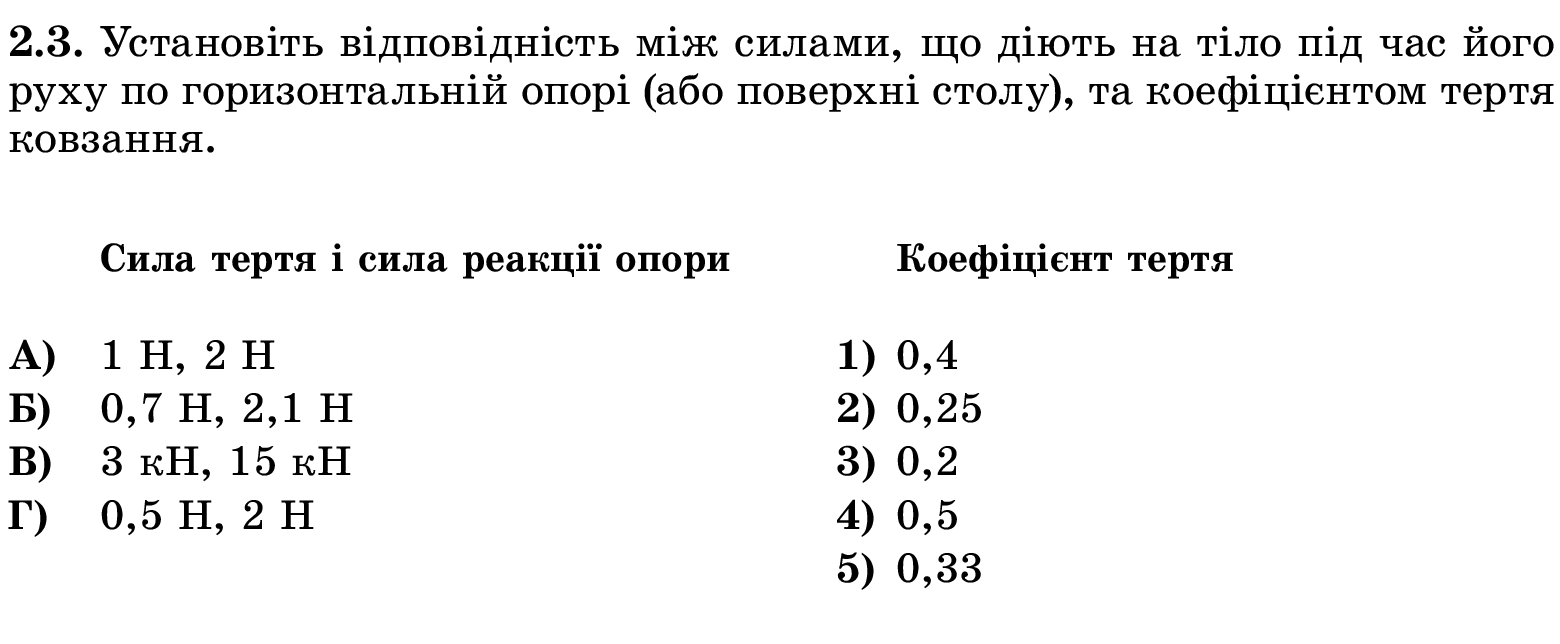 2.3. Установіть відповідність між силами, що діють на тіло під час його
руху по горизонтальній опорі (або поверхні столу), та коефіцієнтом тертя
ковзання.
Сила тертя і сила реакції опори Коефіцієнт тертя
А) 1 Н, 2 Н 1) 0,4
Б) 0,7 Н, 2,1 Н 2) 0,25
В) 3 кН, 15 кН 3) 0,2
Г) 0,5 Н, 2 Н 4) 0,5
5) 0,33